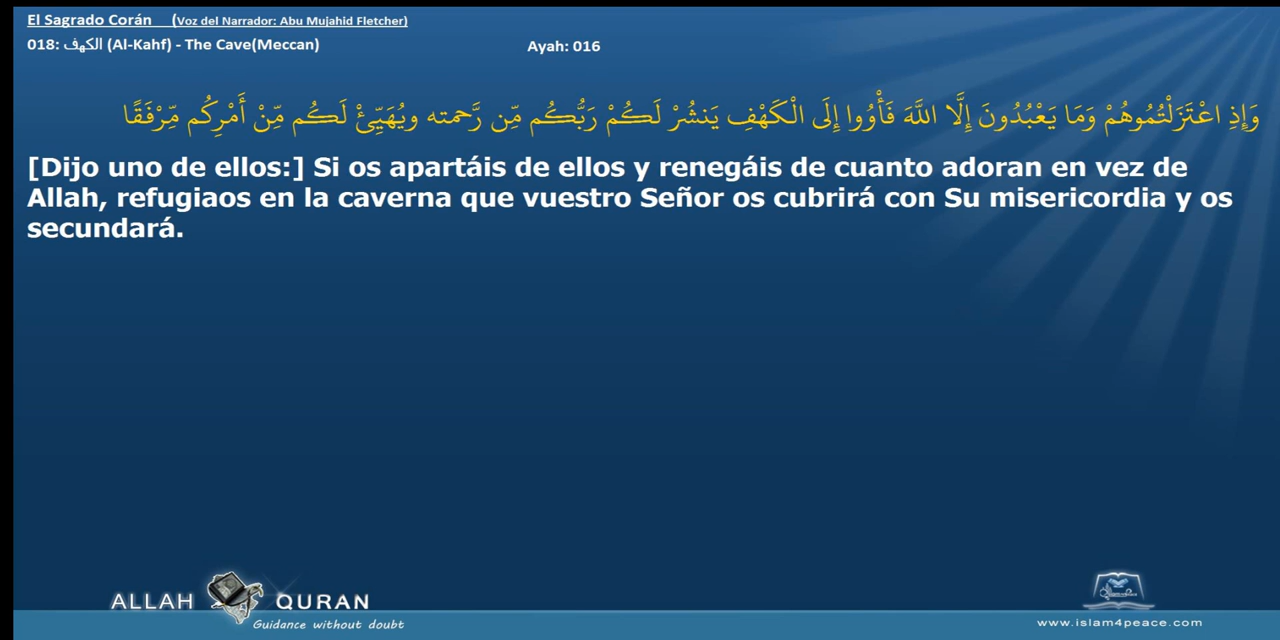 El Sagrado Corán (Voz del Narrador: Abu Mujahid Fletcher)
018: الكهف (Al-Kahf) - The Cave(Meccan)
Ayah: 016
وَإِذِ اعْتَزَلْتُمُوهُمْ وَمَا يَعْبُدُونَ إِلَّا اللَّهَ فَأْوُوا إِلَى الْكَهْفِ يَنشُرْ لَكُمْ رَبُّكُم مِّن رَّحمته ويُهَيِّئْ لَكُم مِّنْ أَمْرِكُم مِّرْفَقًا
[Dijo uno de ellos:] Si os apartáis de ellos y renegáis de cuanto adoran en vez de
Allah, refugiaos en la caverna que vuestro Señor os cubrirá con Su misericordia y os
secundará.
ALLAH QURAN
Guidance without doubt
www.islam4peace.com